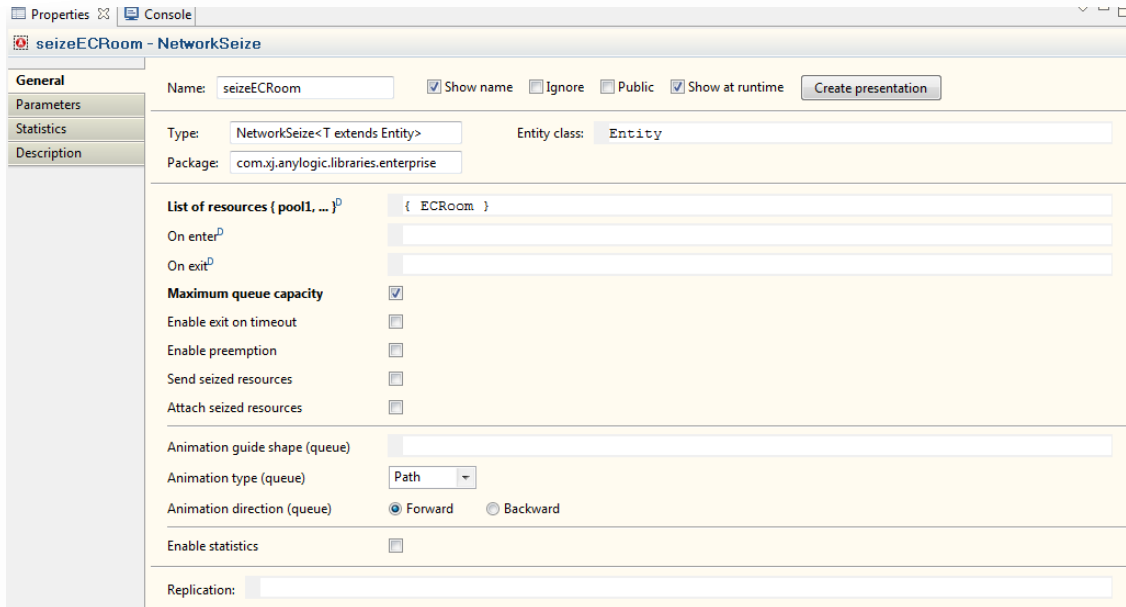 Properties Console
seizeECRoom - NetworkSeize
General
Parameters
Statistics
Description
Name: seizeECRoom Show name Ignore Public Show at runtime Create presentation
Type: NetworkSeize<T extends Entity> Entity class: Entity
Package: com.xj.anylogic.libraries.enterprise
List of resources { pool1, ... }D { ECRoom }
On enterD
On exitD
Maximum queue capacity
Enable exit on timeout
Enable preemption
Send seized resources
Attach seized resources
Animation guide shape (queue)
Animation type (queue) Path
Animation direction (queue) Forward Backward
Enable statistics
Replication: